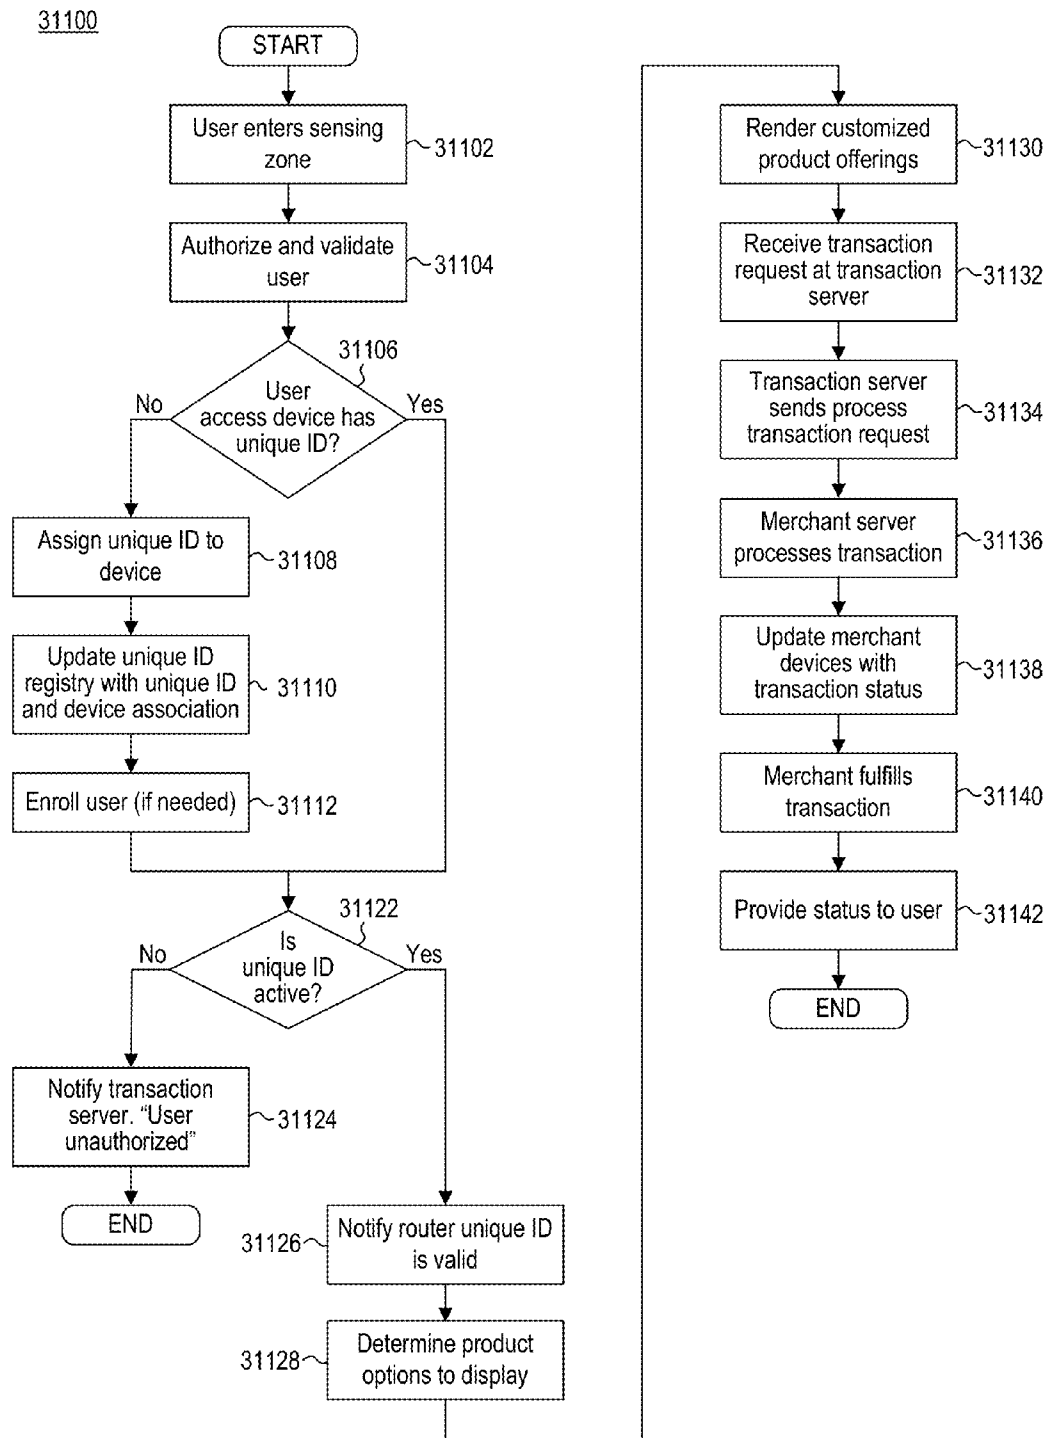 31100
START
User enters sensing
zone
31102
Authorize and validate
user
31104
31106
User
access device has
unique ID?
No
Yes
Assign unique ID to
device
31108
Update unique ID
registry with unique ID
and device association
31110
Enroll user (if needed)
31112
31122
Is
unique ID
active?
No
Yes
Notify transaction
server. “User
unauthorized”
31124
END
Notify router unique ID
is valid
31126
Determine product
options to display
31128
Render customized
product offerings
31130
Receive transaction
request at transaction
server
31132
Transaction server
sends process
transaction request
31134
Merchant server
processes transaction
31136
Update merchant
devices with
transaction status
31138
Merchant fulfills
transaction
31140
Provide status to user
31142
END